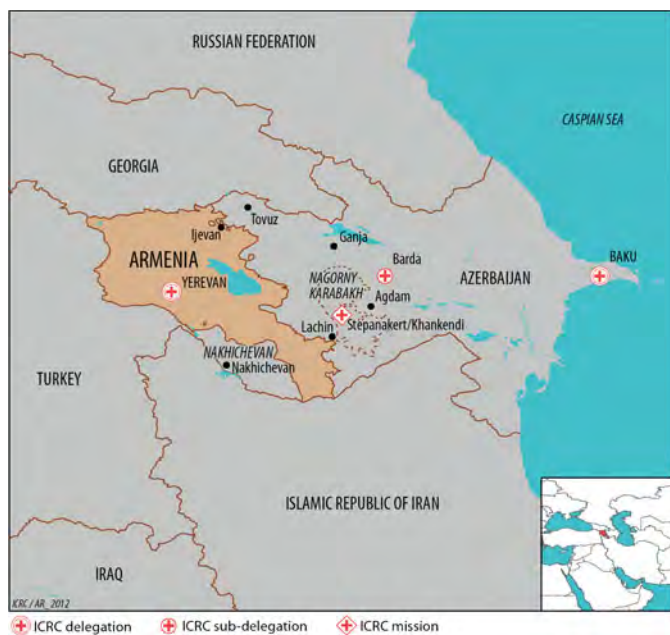 RUSSIAN FEDERATION
CASPIAN SEA
GEORGIA
Tovuz
Ijevan
Ganja
ARMENIA
Barda
BAKU
YEREVAN
NAGORNY
KARABAKH
AZERBAIJAN
Agdam
Stepanakert/Khankendi
Lachin
NAKHICHEVAN
Nakhichevan
TURKEY
ISLAMIC REPUBLIC OF IRAN
IRAQ
ICRC / AR_2012
ICRC delegation ICRC sub-delegation ICRC mission